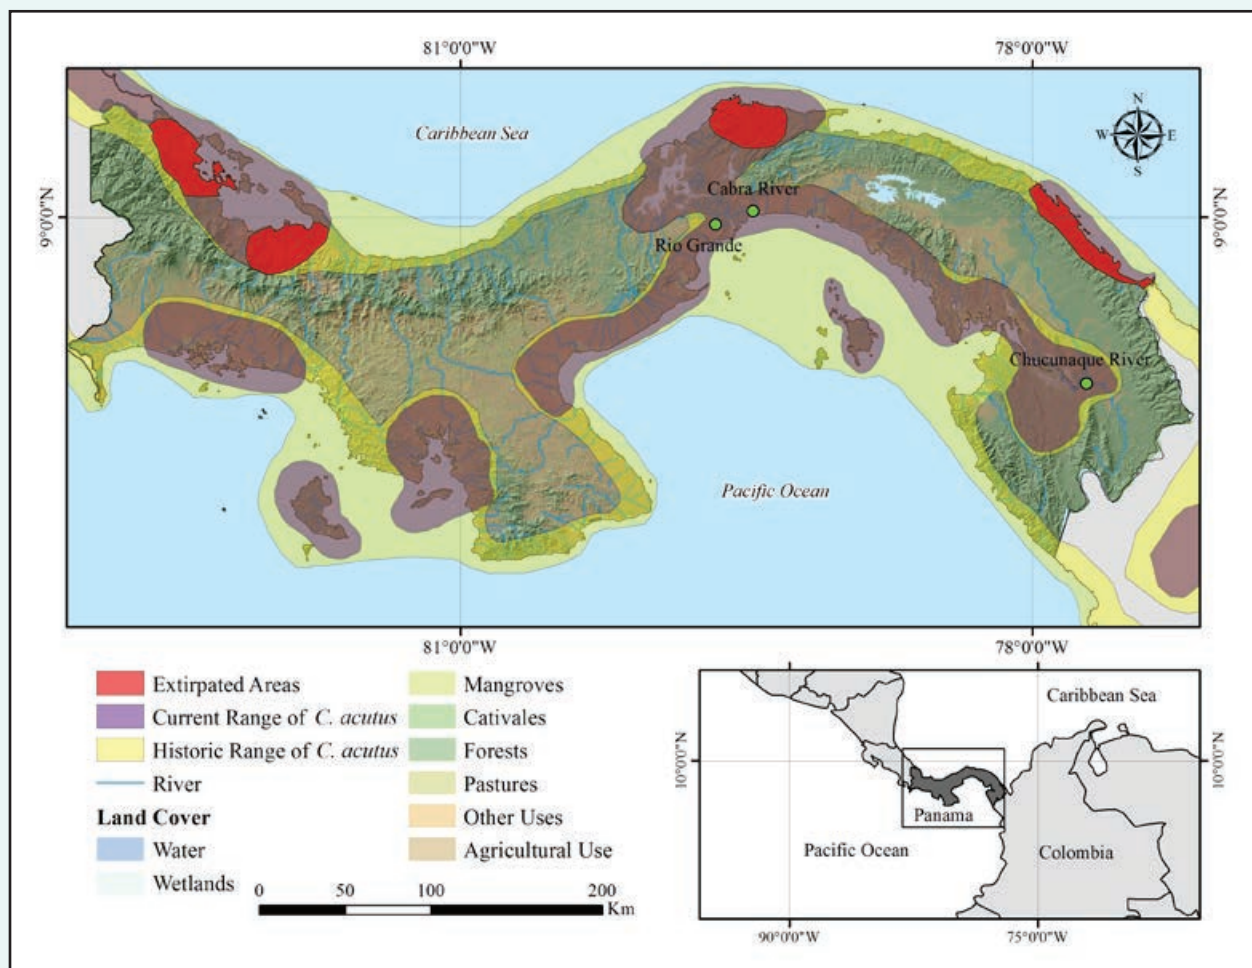 81°0'0"W
78°0'0"W
N
W
E
S
Caribbean Sea
Cabra River
9°0'0"N
9°0'0"N
Rio Grande
Chucunaque River
Pacific Ocean
81°0'0"W
78°0'0"W
Extirpated Areas
Current Range of C. acutus
Historic Range of C. acutus
River
Land Cover
Water
Wetlands
Mangroves
Cativales
Forests
Pastures
Other Uses
Agricultural Use
0
50
100
200
Km
Caribbean Sea
10°0'0"N
10°0'0"N
Panama
Pacific Ocean
Colombia
90°0'0"W
75°0'0"W